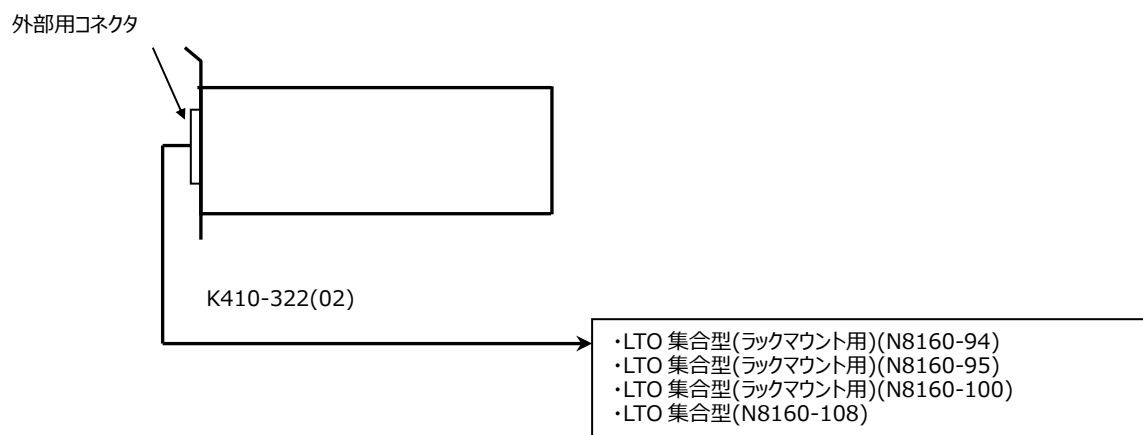 外部用コネクタ
K410-322(02)
・LTO 集合型(ラックマウント用)(N8160-94)
・LTO 集合型(ラックマウント用)(N8160-95)
・LTO 集合型(ラックマウント用)(N8160-100)
・LTO 集合型(N8160-108)